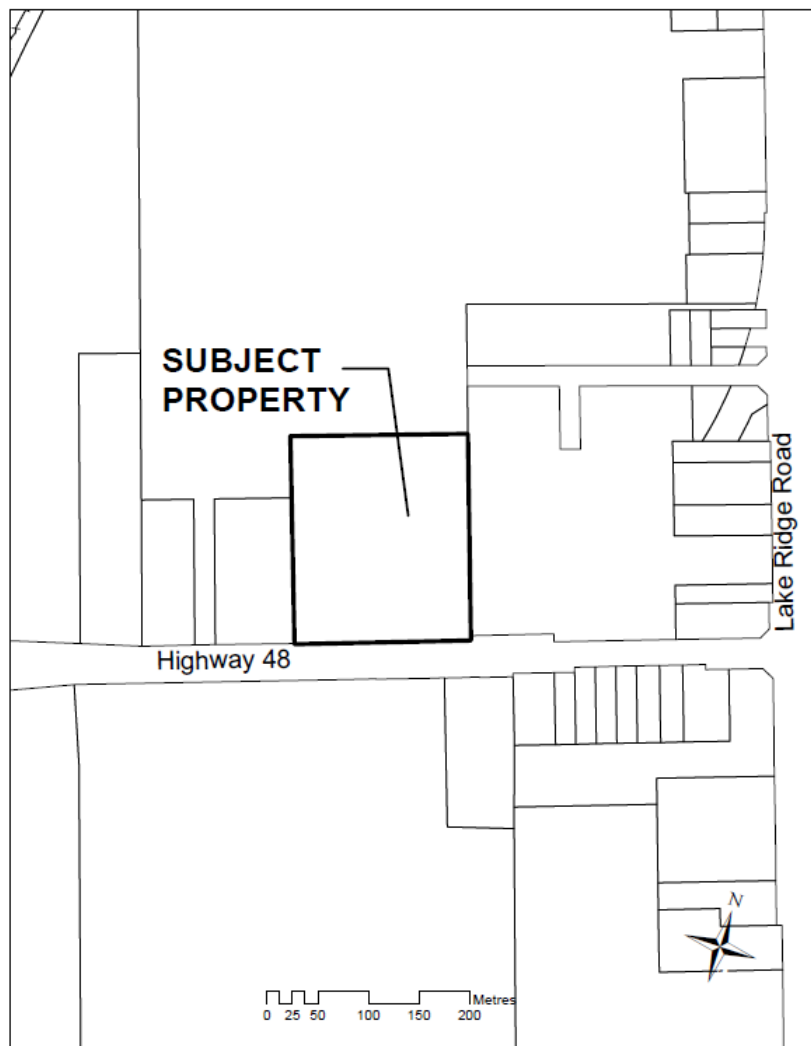 SUBJECT
PROPERTY
Lake Ridge Road
Highway 48
N
Metres
0 25 50 100 150 200